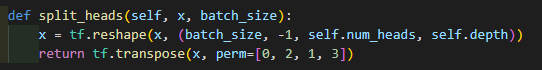 def split_heads(self, x, batch_size):
    x = tf.reshape(x, (batch_size, -1, self.num_heads, self.depth))
    return tf.transpose(x, perm=[0, 2, 1, 3])